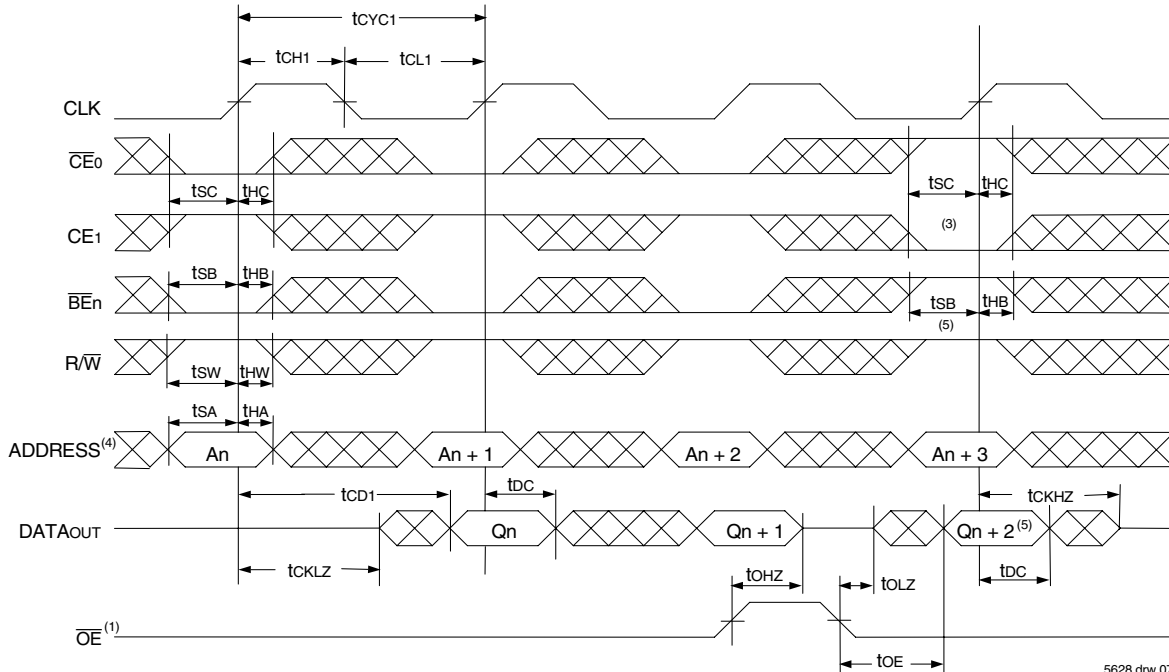 tCYC1
tCH1 tCL1
CLK
CE0
tSC tHC tSC tHC
CE1 (3)
tSB tHB tSB tHB
BEn (5)
R/W
tSW tHW
tSA tHA
ADDRESS(4) An An + 1 An + 2 An + 3
tCD1 tDC tCKHZ
DATAOUT Qn Qn + 1 Qn + 2(5)
tCKLZ tOHZ tOLZ tDC
OE(1)
tOE
5628 drw 07